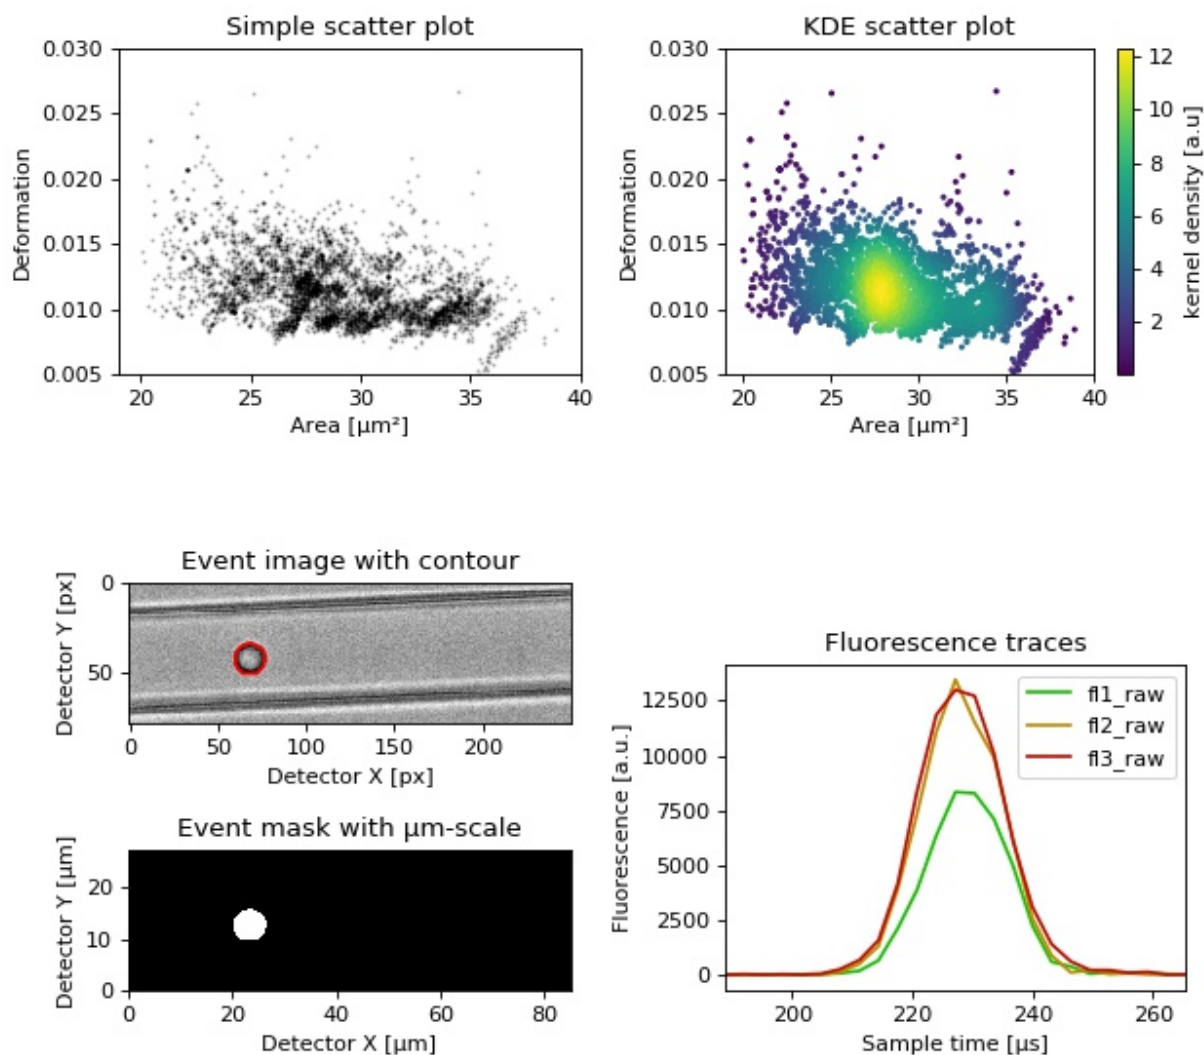 Simple scatter plot
0.030
0.025
0.020
0.015
0.010
0.005
Deformation
20 25 30 35 40
Area [µm²]
KDE scatter plot
0.030
0.025
0.020
0.015
0.010
0.005
Deformation
20 25 30 35 40
Area [µm²]
12
10
8
6
4
2
kernel density [a.u]
Event image with contour
0
50
Detector Y [px]
0 50 100 150 200
Detector X [px]
Event mask with µm-scale
20
10
0
Detector Y [µm]
0 20 40 60 80
Detector X [µm]
Fluorescence traces
12500
10000
7500
5000
2500
0
Fluorescence [a.u.]
fl1_raw
fl2_raw
fl3_raw
200 220 240 260
Sample time [µs]